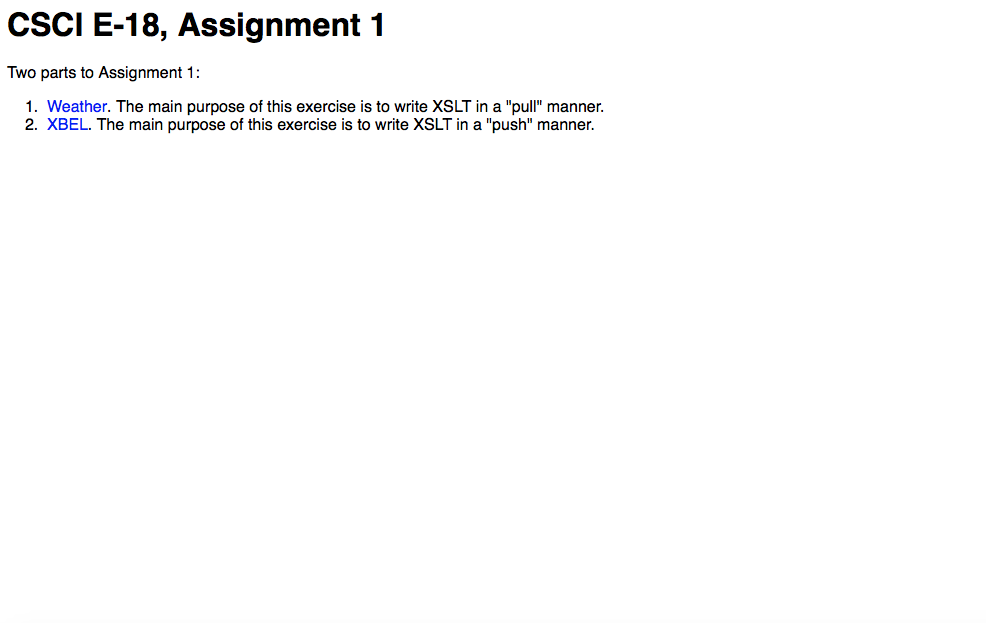 CSCI E-18, Assignment 1
Two parts to Assignment 1:
1. Weather. The main purpose of this exercise is to write XSLT in a "pull" manner.
2. XBEL. The main purpose of this exercise is to write XSLT in a "push" manner.